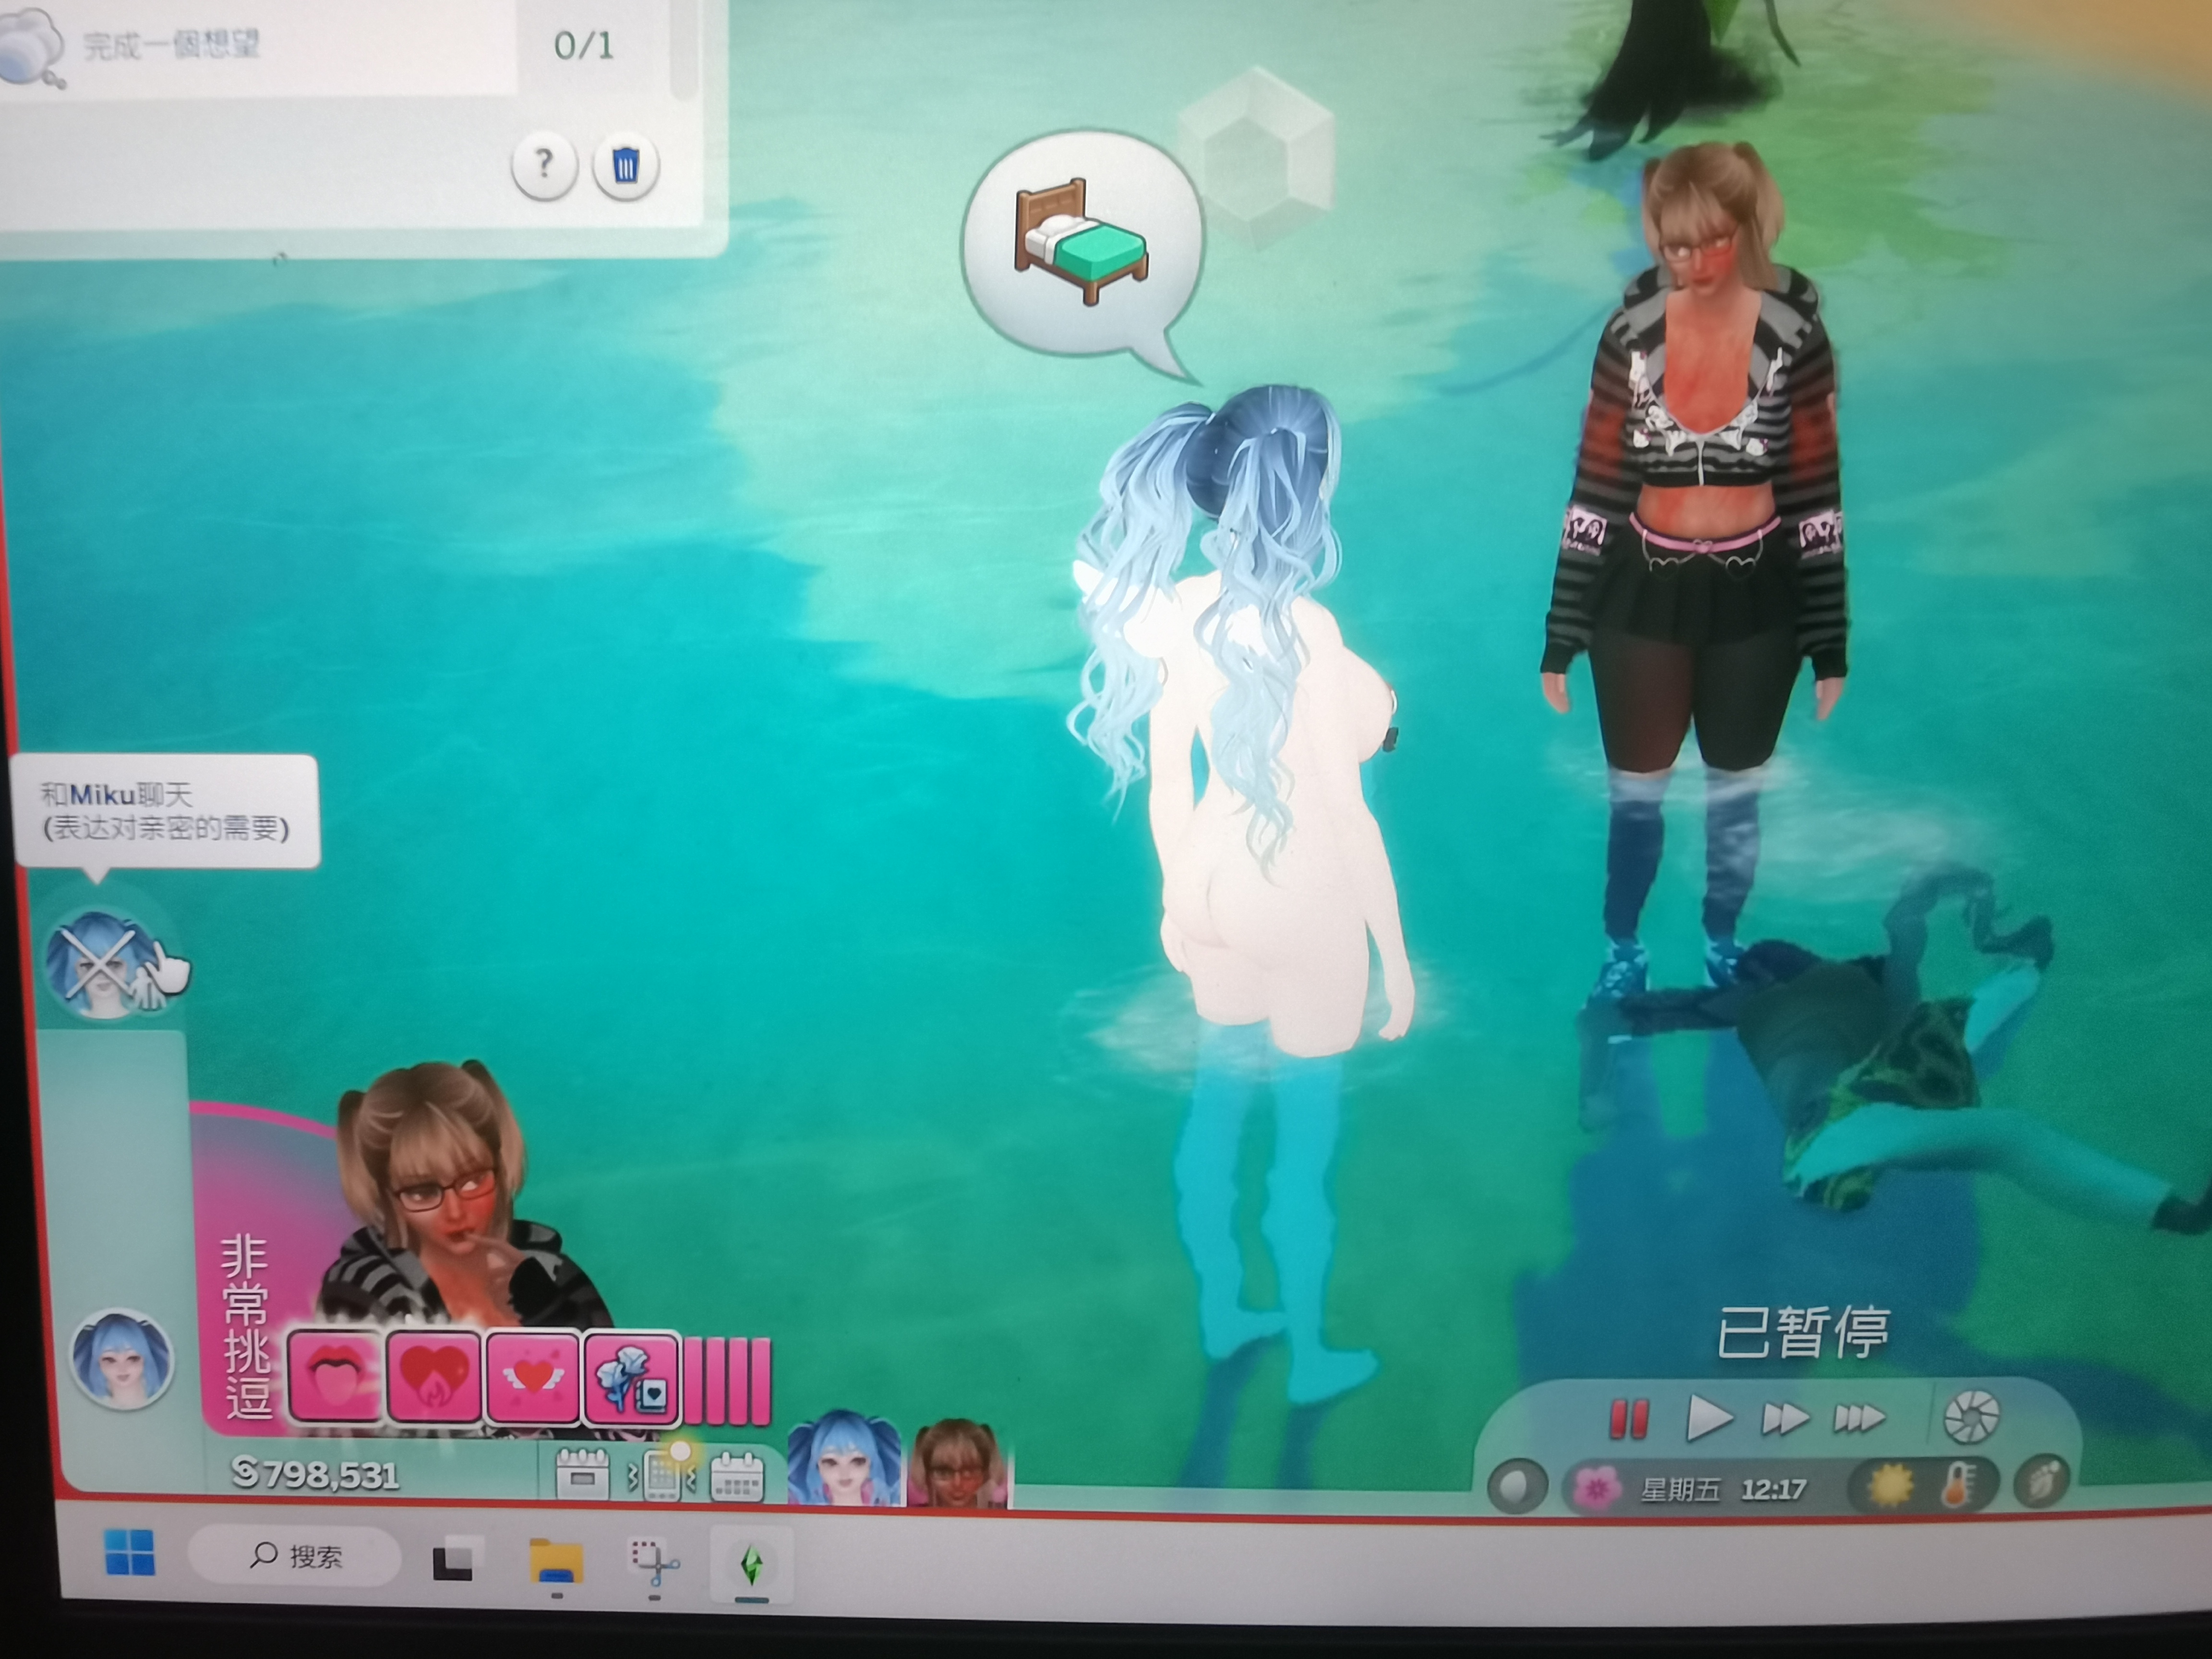 完成一個想望
0/1
?
和Miku聊天
(表达对亲密的需要)
非常挑逗
已暂停
798,531
星期五 12:17
搜索